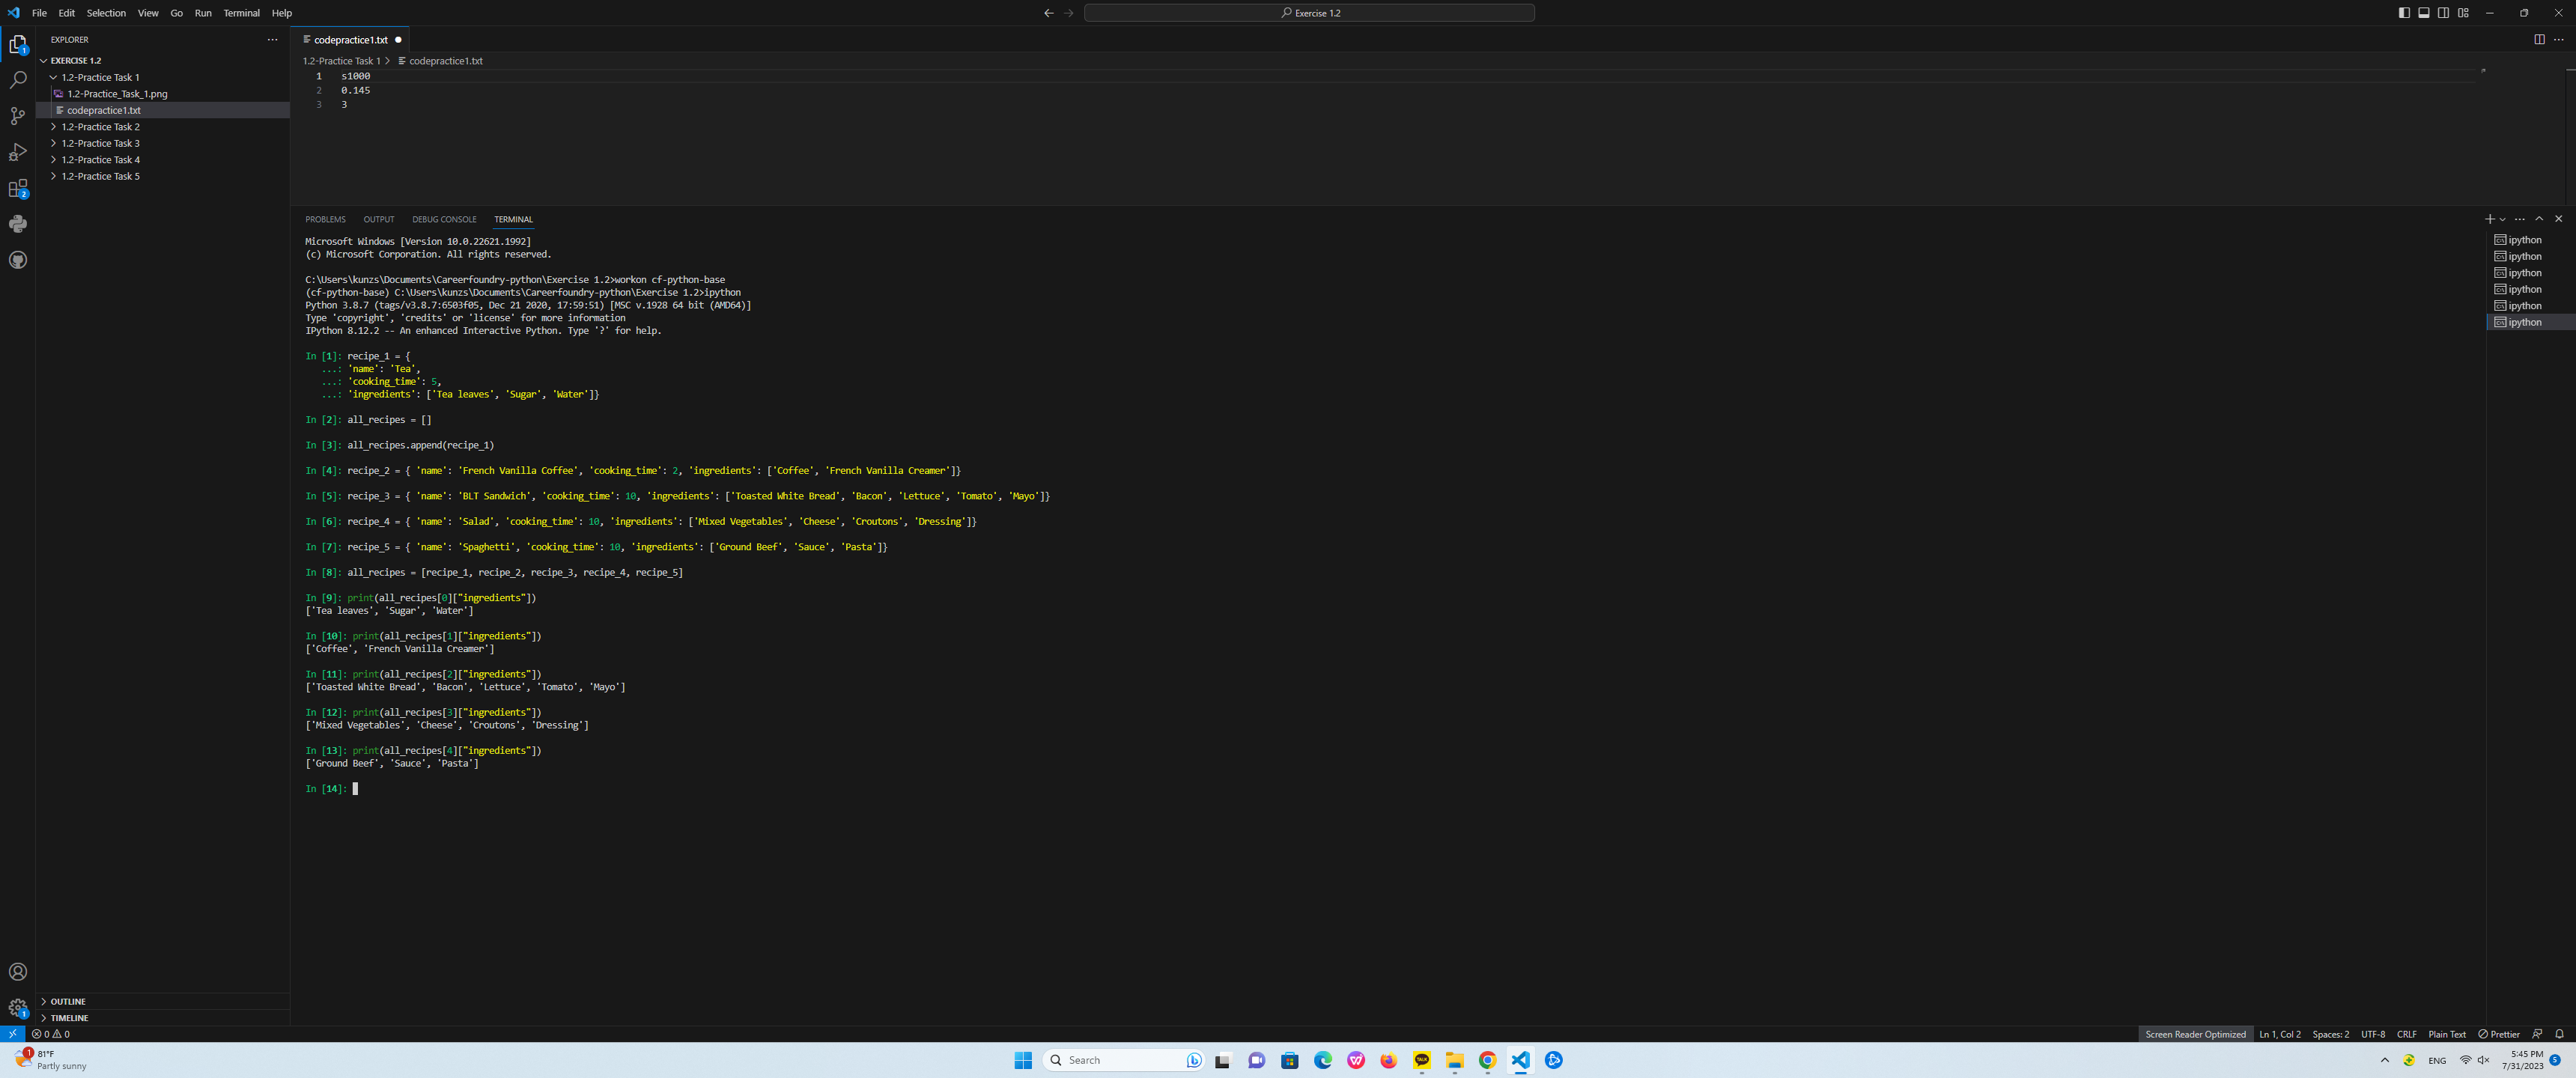 File Edit Selection View Go Run Terminal Help
Exercise 1.2
EXPLORER
EXERCISE 1.2
1.2-Practice Task 1
1.2-Practice_Task_1.png
codepractice1.txt
1.2-Practice Task 2
1.2-Practice Task 3
1.2-Practice Task 4
1.2-Practice Task 5
OUTLINE
TIMELINE
1
2
1
codepractice1.txt
1.2-Practice Task 1 > codepractice1.txt
1 s1000
2 0.145
3 3
PROBLEMS OUTPUT DEBUG CONSOLE TERMINAL
Microsoft Windows [Version 10.0.22621.1992]
(c) Microsoft Corporation. All rights reserved.
C:\Users\kunzs\Documents\Careerfoundry-python\Exercise 1.2>workon cf-python-base
(cf-python-base) C:\Users\kunzs\Documents\Careerfoundry-python\Exercise 1.2>ipython
Python 3.8.7 (tags/v3.8.7:6503f05, Dec 21 2020, 17:59:51) [MSC v.1928 64 bit (AMD64)]
Type 'copyright', 'credits' or 'license' for more information
IPython 8.12.2 -- An enhanced Interactive Python. Type '?' for help.
In [1]: recipe_1 = {
...: 'name': 'Tea',
...: 'cooking_time': 5,
...: 'ingredients': ['Tea leaves', 'Sugar', 'Water']}
In [2]: all_recipes = []
In [3]: all_recipes.append(recipe_1)
In [4]: recipe_2 = { 'name': 'French Vanilla Coffee', 'cooking_time': 2, 'ingredients': ['Coffee', 'French Vanilla Creamer']}
In [5]: recipe_3 = { 'name': 'BLT Sandwich', 'cooking_time': 10, 'ingredients': ['Toasted White Bread', 'Bacon', 'Lettuce', 'Tomato', 'Mayo']}
In [6]: recipe_4 = { 'name': 'Salad', 'cooking_time': 10, 'ingredients': ['Mixed Vegetables', 'Cheese', 'Croutons', 'Dressing']}
In [7]: recipe_5 = { 'name': 'Spaghetti', 'cooking_time': 10, 'ingredients': ['Ground Beef', 'Sauce', 'Pasta']}
In [8]: all_recipes = [recipe_1, recipe_2, recipe_3, recipe_4, recipe_5]
In [9]: print(all_recipes[0]["ingredients"])
['Tea leaves', 'Sugar', 'Water']
In [10]: print(all_recipes[1]["ingredients"])
['Coffee', 'French Vanilla Creamer']
In [11]: print(all_recipes[2]["ingredients"])
['Toasted White Bread', 'Bacon', 'Lettuce', 'Tomato', 'Mayo']
In [12]: print(all_recipes[3]["ingredients"])
['Mixed Vegetables', 'Cheese', 'Croutons', 'Dressing']
In [13]: print(all_recipes[4]["ingredients"])
['Ground Beef', 'Sauce', 'Pasta']
In [14]:
ipython
ipython
ipython
ipython
ipython
ipython
0 0
Screen Reader Optimized Ln 1, Col 2 Spaces: 2 UTF-8 CRLF Plain Text Prettier
1
81°F
Partly sunny
Search
TALK
ENG
5:45 PM
7/31/2023
5